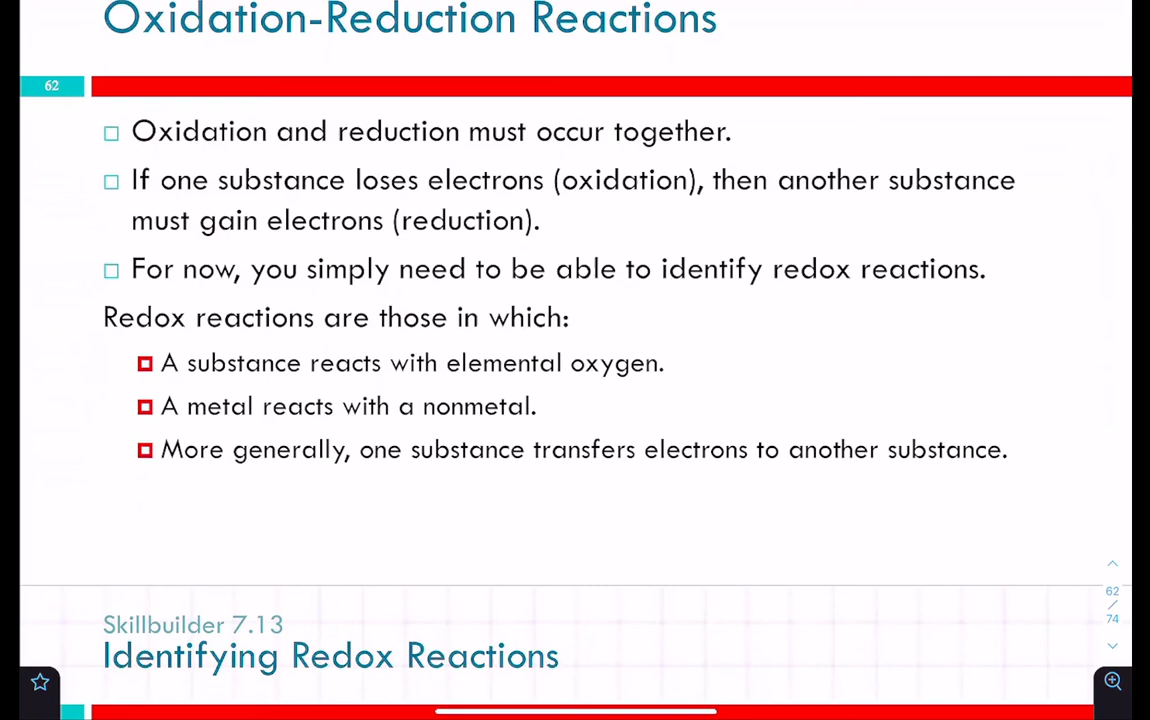 Oxidation-Reduction Reactions
62
Oxidation and reduction must occur together.
If one substance loses electrons (oxidation), then another substance
must gain electrons (reduction).
For now, you simply need to be able to identify redox reactions.
Redox reactions are those in which:
A substance reacts with elemental oxygen.
A metal reacts with a nonmetal.
More generally, one substance transfers electrons to another substance.
62
/
74
Skillbuilder 7.13
Identifying Redox Reactions